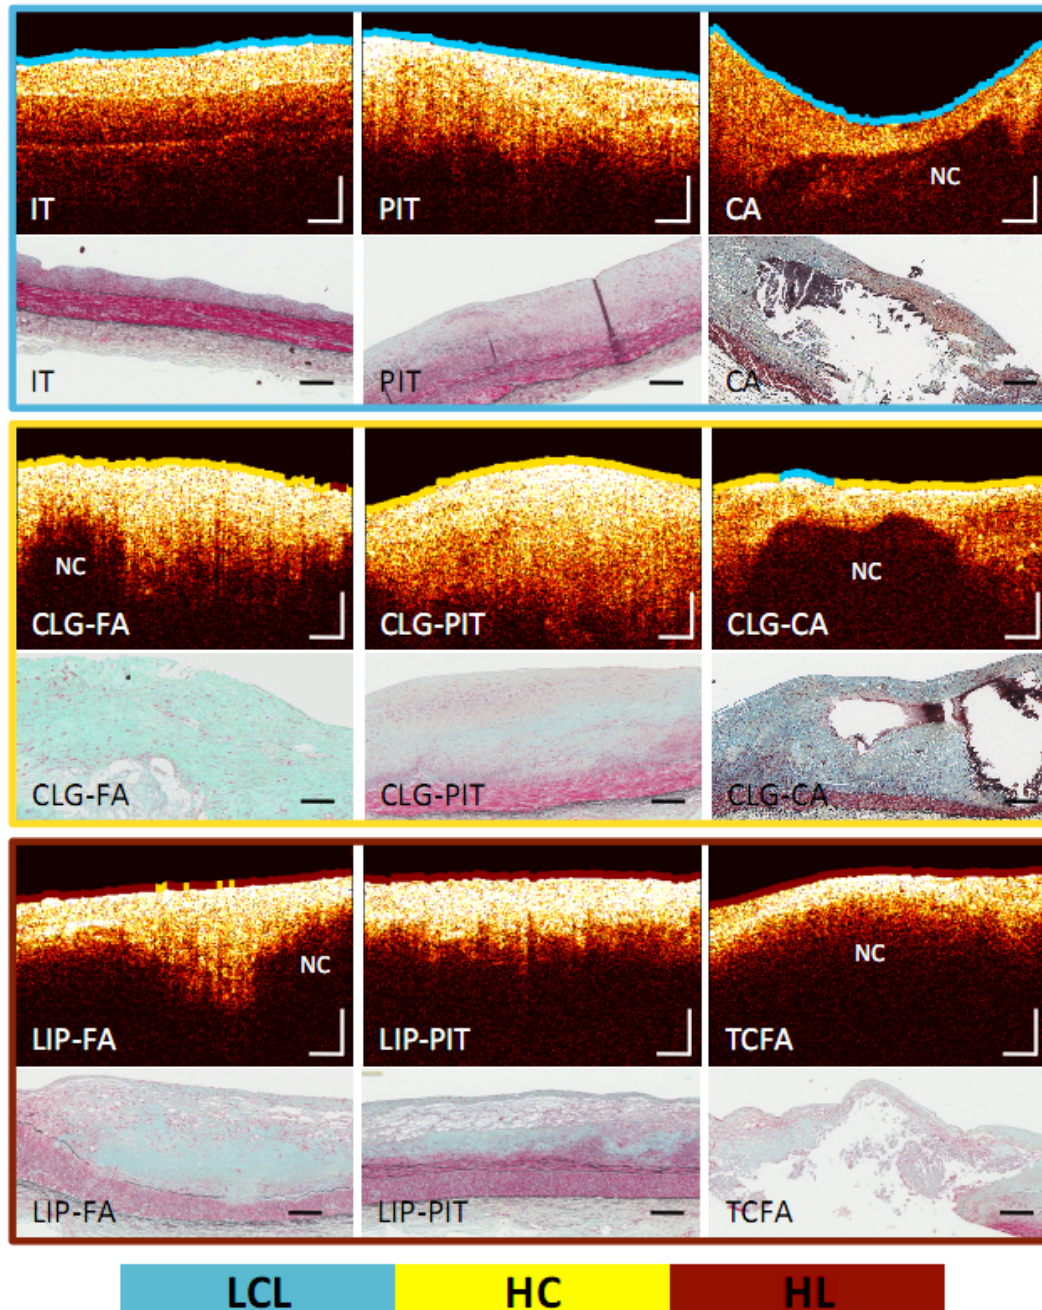 NC
IT PIT CA
IT PIT CA
NC NC
CLG-FA CLG-PIT CLG-CA
CLG-FA CLG-PIT CLG-CA
NC NC
LIP-FA LIP-PIT TCFA
LIP-FA LIP-PIT TCFA
LCL HC HL